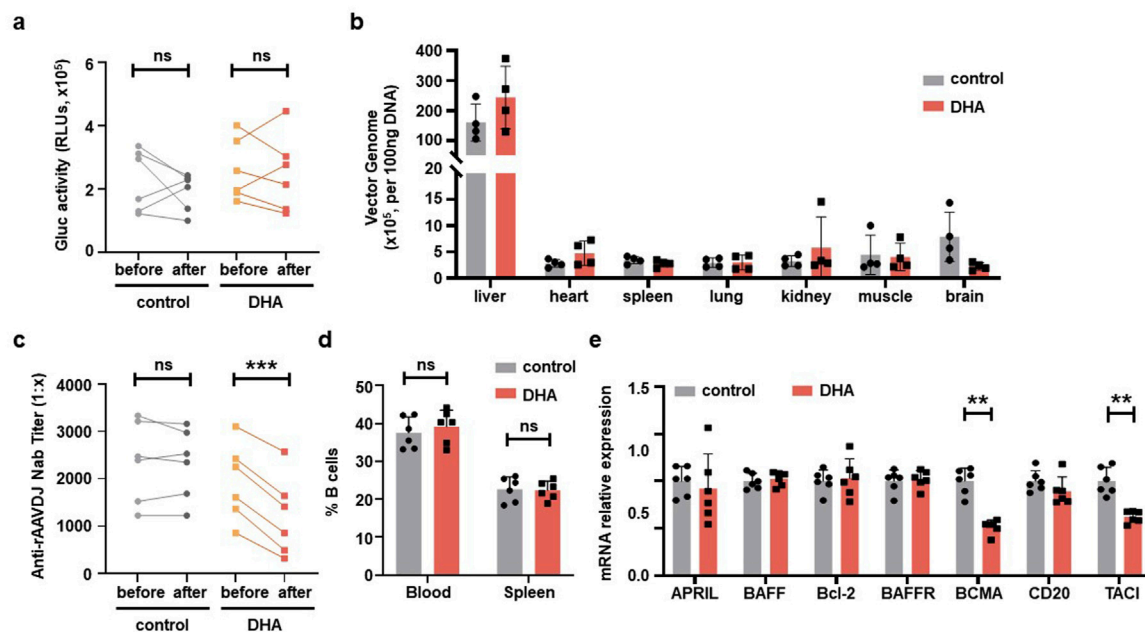 a
Gluc activity (RLUs, x10⁵)
6
4
2
0
ns
ns
before after before after
control DHA
b
Vector Genome
(x10⁵, per 100ng DNA)
400
300
200
100
20
15
10
5
0
control
DHA
liver heart spleen lung kidney muscle brain
c
Anti-rAAVDJ Nab Titer (1:x)
4000
3000
2000
1000
0
ns
***
before after before after
control DHA
d
% B cells
50
40
30
20
10
0
control
DHA
ns
ns
Blood Spleen
e
mRNA relative expression
1.5
1.0
0.5
0.0
control DHA
**
**
APRIL BAFF Bcl-2 BAFFR BCMA CD20 TACI